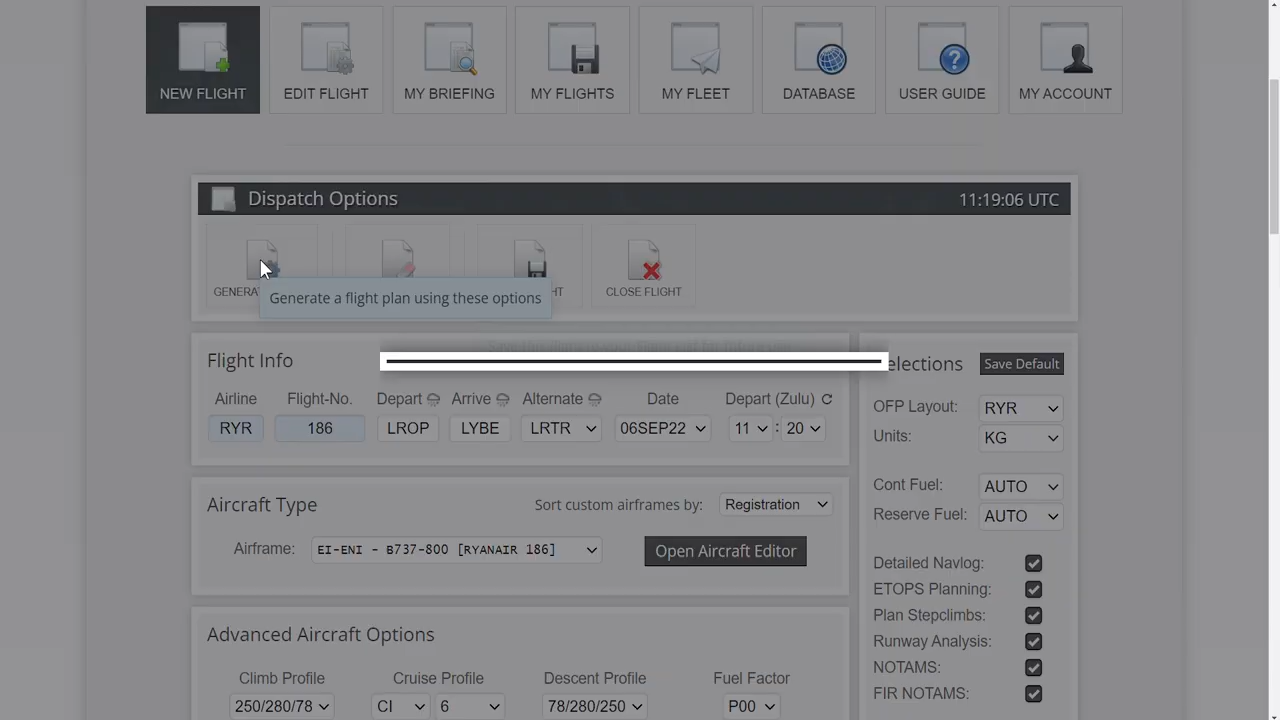 NEW FLIGHT
EDIT FLIGHT
MY BRIEFING
MY FLIGHTS
MY FLEET
DATABASE
USER GUIDE
MY ACCOUNT
Dispatch Options
11:19:06 UTC
CLOSE FLIGHT
Generate a flight plan using these options
Flight Info
Airline Flight-No. Depart Arrive Alternate Date Depart (Zulu)
RYR 186 LROP LYBE LRTR 06SEP22 11 : 20
Aircraft Type
Sort custom airframes by: Registration
Airframe: EI-ENI - B737-800 [RYANAIR 186]
Open Aircraft Editor
Advanced Aircraft Options
Climb Profile Cruise Profile Descent Profile Fuel Factor
250/280/78 CI 6 78/280/250 P00
Save Default
OFP Layout: RYR
Units: KG
Cont Fuel: AUTO
Reserve Fuel: AUTO
Detailed Navlog:
ETOPS Planning:
Plan Stepclimbs:
Runway Analysis:
NOTAMS:
FIR NOTAMS: